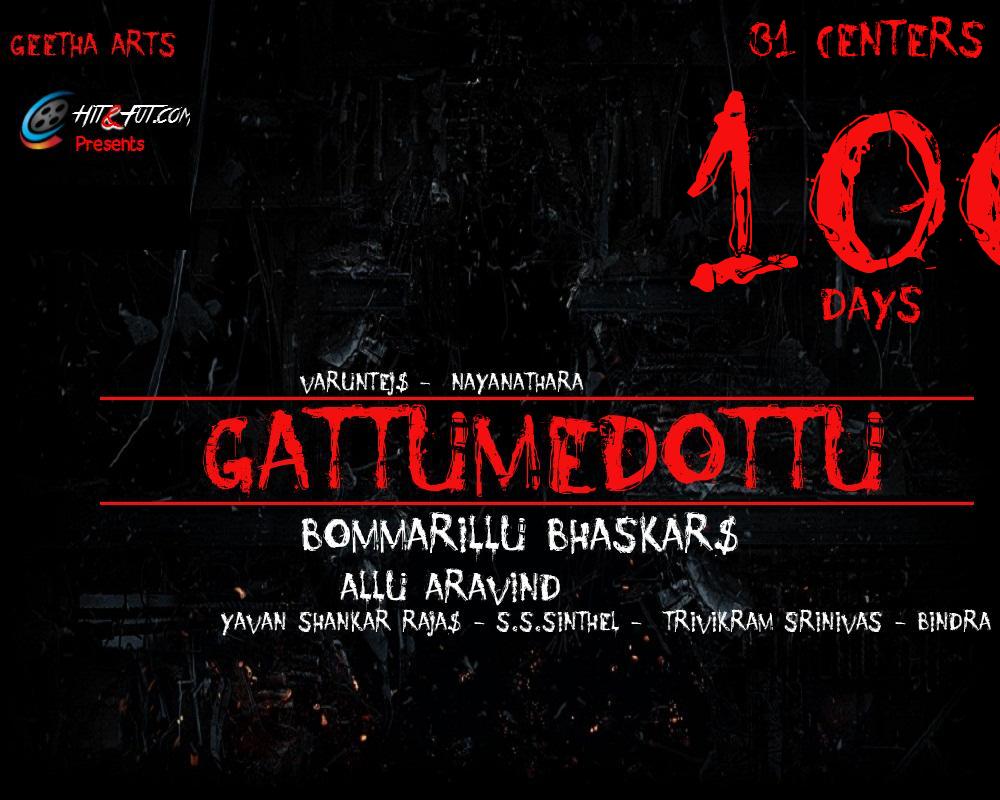 GEETHA ARTS
31 CENTERS
HIT&FUT.COM
Presents
100
DAYS
VARUNTEJ$ - NAYANATHARA
GATTUMEDOTTU
BOMMARILLU BHASKAR$
ALLU ARAVIND
YAVAN SHANKAR RAJA$ - S.S.SINTHEL - TRIVIKRAM SRINIVAS - BINDRA